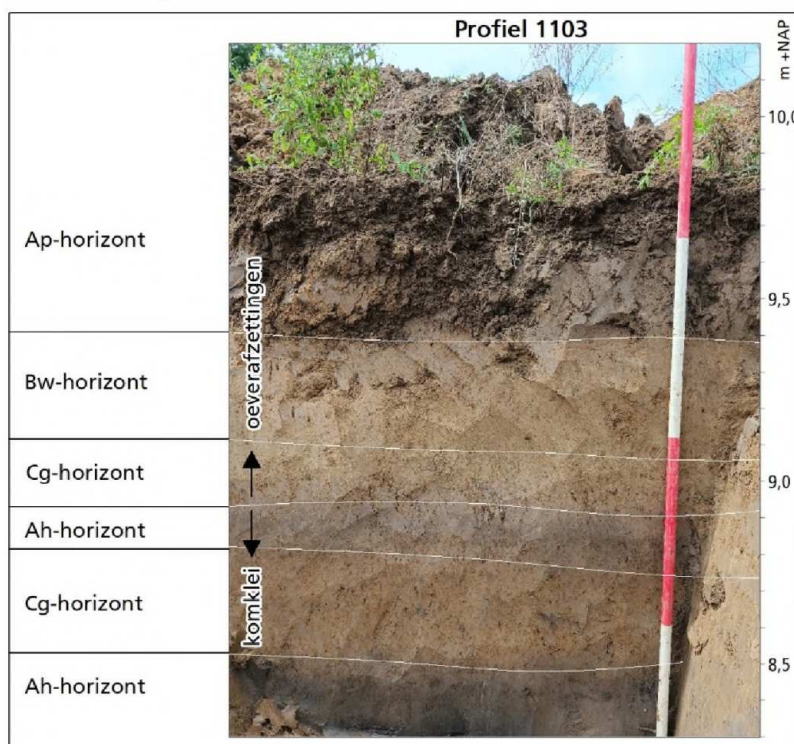 Profiel 1103
m +NAP
10,0
Ap-horizont
oeverafzettingen
9,5
Bw-horizont
Cg-horizont
9,0
Ah-horizont
Cg-horizont
komklei
8,5
Ah-horizont